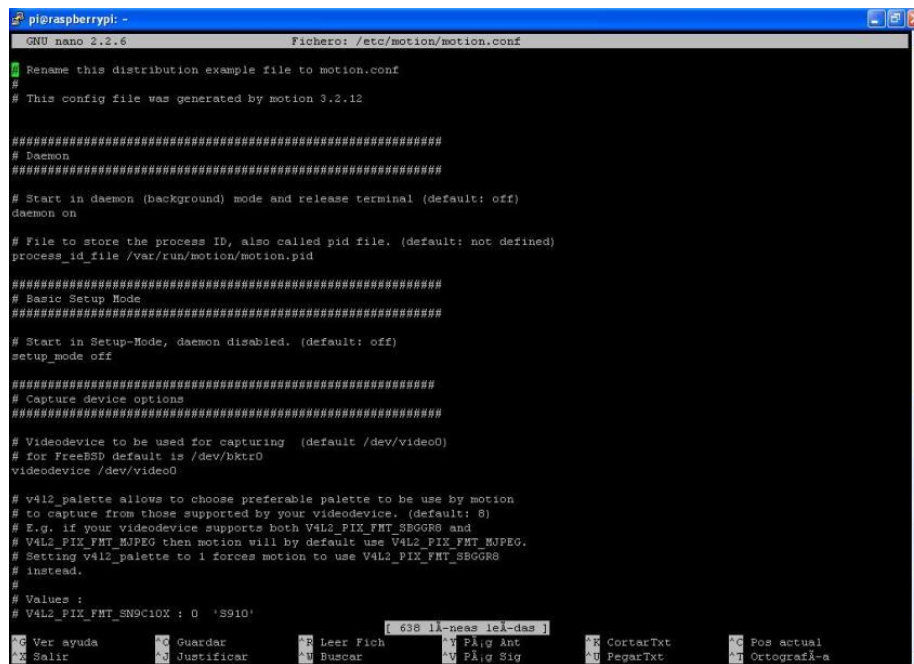 pi@raspberrypi: ~
GNU nano 2.2.6 Fichero: /etc/motion/motion.conf
# Rename this distribution example file to motion.conf
#
# This config file was generated by motion 3.2.12
############################################################
# Daemon
############################################################
# Start in daemon (background) mode and release terminal (default: off)
daemon on
# File to store the process ID, also called pid file. (default: not defined)
process_id_file /var/run/motion/motion.pid
############################################################
# Basic Setup Mode
############################################################
# Start in Setup-Mode, daemon disabled. (default: off)
setup_mode off
###########################################################
# Capture device options
############################################################
# Videodevice to be used for capturing (default /dev/video0)
# for FreeBSD default is /dev/bktr0
videodevice /dev/video0
# v4l2_palette allows to choose preferable palette to be use by motion
# to capture from those supported by your videodevice. (default: 8)
# E.g. if your videodevice supports both V4L2_PIX_FMT_SBGGR8 and
# V4L2_PIX_FMT_MJPEG then motion will by default use V4L2_PIX_FMT_MJPEG.
# Setting v4l2_palette to 1 forces motion to use V4L2_PIX_FMT_SBGGR8
# instead.
#
# Values :
# V4L2_PIX_FMT_SN9C10X : 0 'S910'
[ 638 lÃ­neas leÃ­das ]
^G Ver ayuda ^O Guardar ^R Leer Fich ^Y PÃ¡g Ant ^K CortarTxt ^C Pos actual
^X Salir ^J Justificar ^W Buscar ^V PÃ¡g Sig ^U PegarTxt ^T OrtografÃ­a